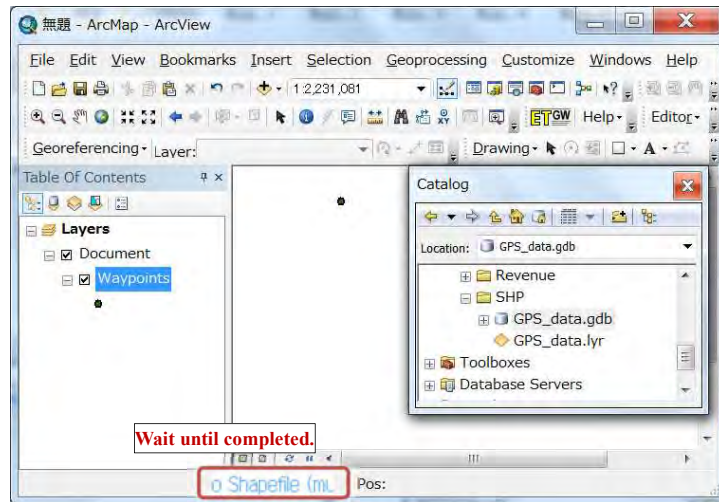 無題 - ArcMap - ArcView
File Edit View Bookmarks Insert Selection Geoprocessing Customize Windows Help
1:2,231,081
ETGW Help Editor
Georeferencing Layer: Drawing A
Table Of Contents
Layers
Document
Waypoints
Catalog
Location: GPS_data.gdb
Revenue
SHP
GPS_data.gdb
GPS_data.lyr
Toolboxes
Database Servers
Wait until completed.
o Shapefile (mu Pos: